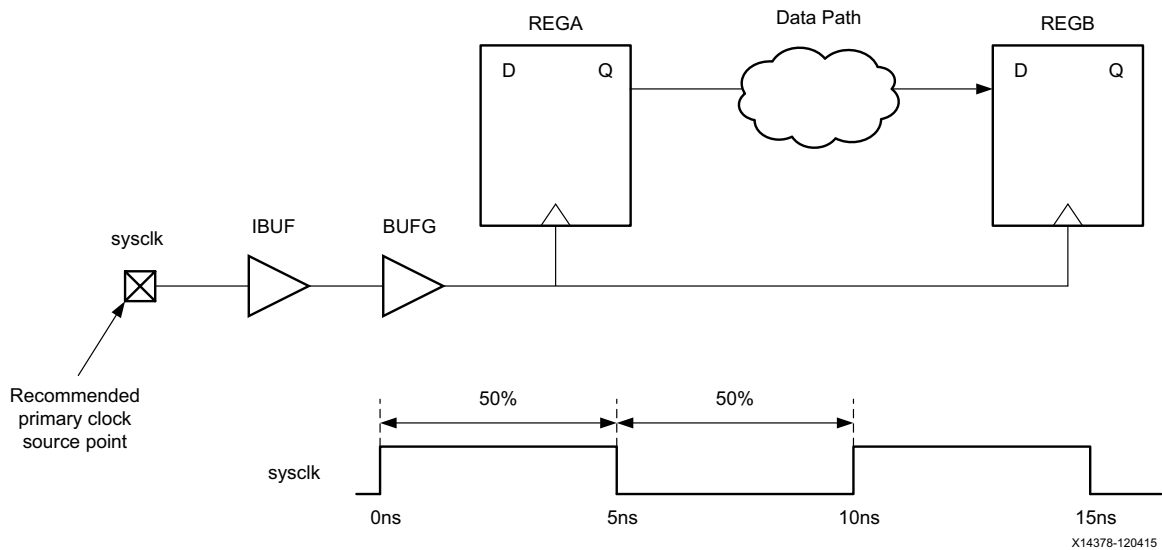 REGA
Data Path
REGB
D
Q
D
Q
IBUF
BUFG
sysclk
Recommended
primary clock
source point
50%
50%
sysclk
0ns
5ns
10ns
15ns
X14378-120415